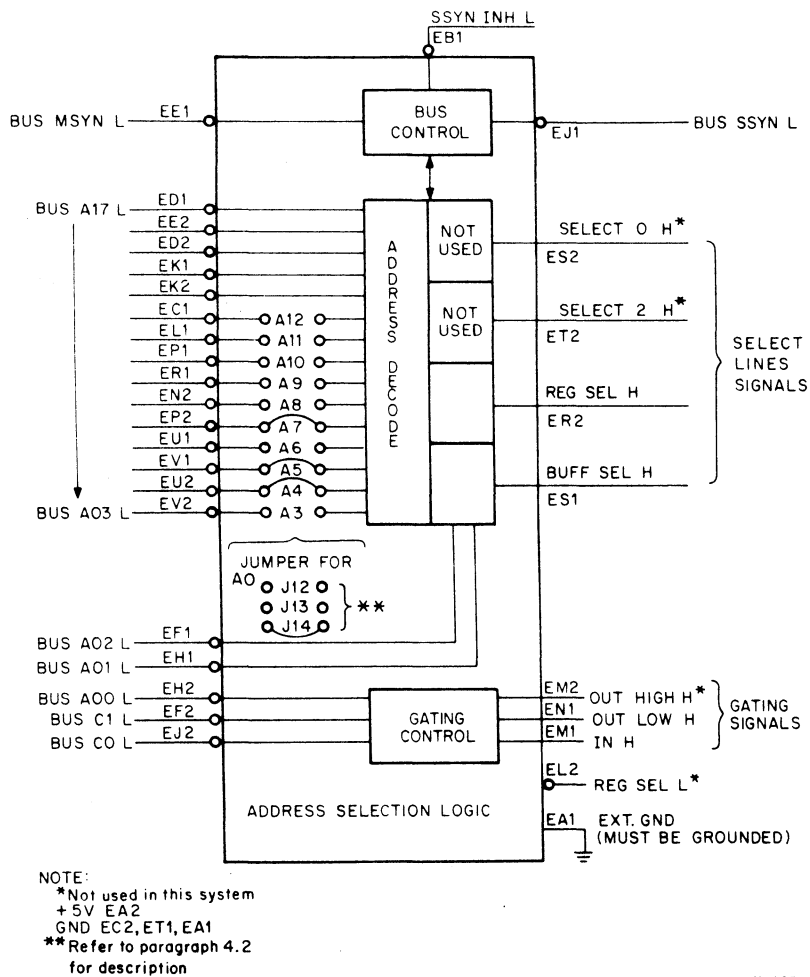 SSYN INH L
EB1
BUS MSYN L
EE1
BUS CONTROL
EJ1
BUS SSYN L
BUS A17 L
ED1
EE2
ED2
EK1
EK2
EC1
A12
EL1
A11
EP1
A10
ER1
A9
EN2
A8
EP2
A7
EU1
A6
EV1
A5
EU2
A4
BUS A03 L
EV2
A3
ADDRESS DECODE
NOT USED
SELECT 0 H*
ES2
NOT USED
SELECT 2 H*
ET2
REG SEL H
ER2
BUFF SEL H
ES1
SELECT
LINES
SIGNALS
JUMPER FOR
A0
J12
J13
J14
**
BUS A02 L
EF1
BUS A01 L
EH1
BUS A00 L
EH2
BUS C1 L
EF2
BUS C0 L
EJ2
GATING
CONTROL
EM2
OUT HIGH H*
EN1
OUT LOW H
EM1
IN H
GATING
SIGNALS
EL2
REG SEL L*
ADDRESS SELECTION LOGIC
EA1
EXT. GND
(MUST BE GROUNDED)
NOTE:
*Not used in this system
+5V EA2
GND EC2, ET1, EA1
**Refer to paragraph 4.2
for description